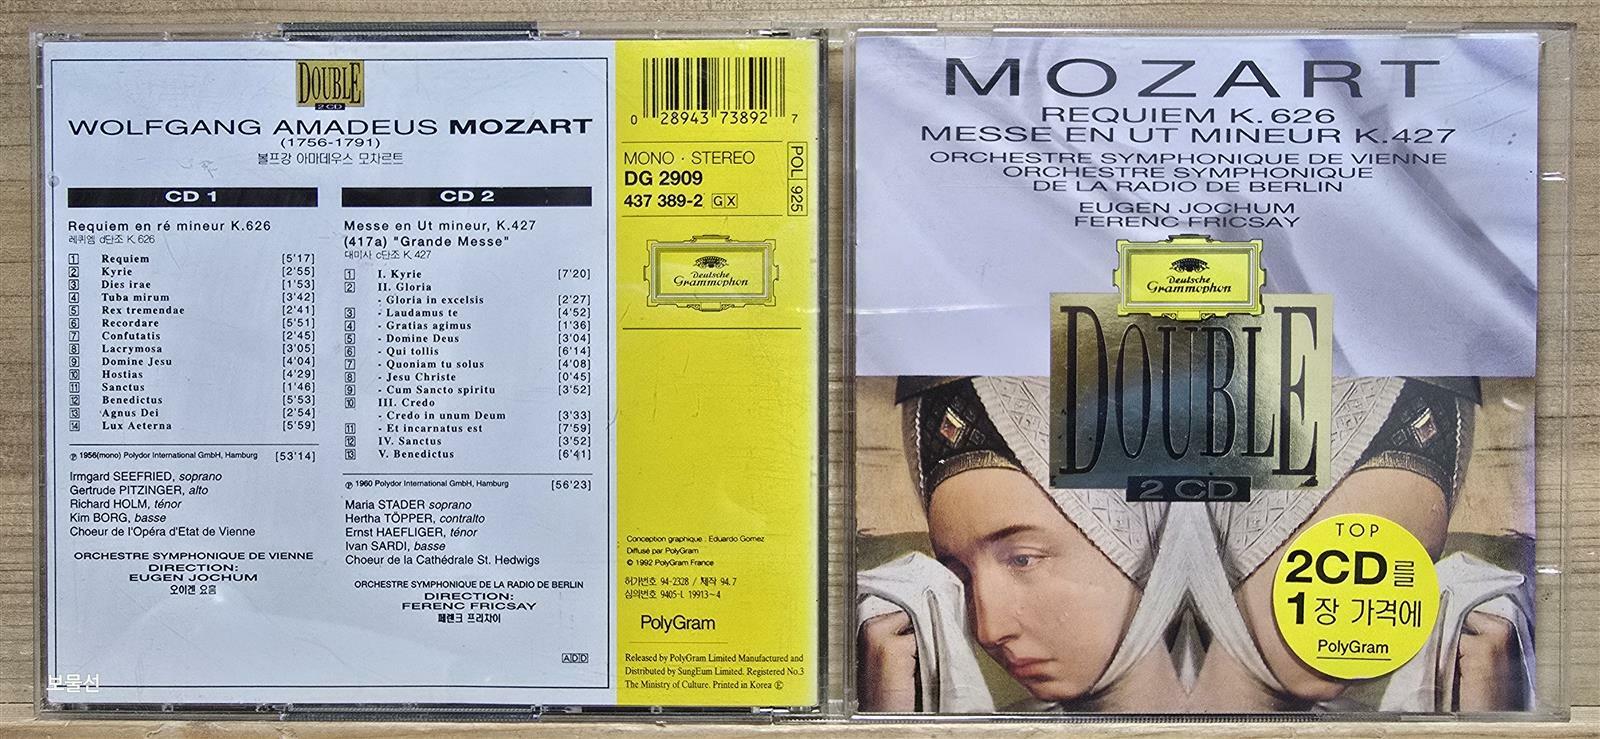 DOUBLE
2 CD
WOLFGANG AMADEUS MOZART
(1756-1791)
볼프강 아마데우스 모차르트
CD 1
Requiem en ré mineur K.626
레퀴엠 d단조 K. 626
1 Requiem [5'17]
2 Kyrie [2'55]
3 Dies irae [1'53]
4 Tuba mirum [3'42]
5 Rex tremendae [2'41]
6 Recordare [5'51]
7 Confutatis [2'45]
8 Lacrymosa [3'05]
9 Domine Jesu [4'04]
10 Hostias [4'29]
11 Sanctus [1'46]
12 Benedictus [5'53]
13 Agnus Dei [2'54]
14 Lux Aeterna [5'59]
℗ 1956(mono) Polydor International GmbH, Hamburg [53'14]
Irmgard SEEFRIED, soprano
Gertrude PITZINGER, alto
Richard HOLM, ténor
Kim BORG, basse
Choeur de l'Opéra d'Etat de Vienne
ORCHESTRE SYMPHONIQUE DE VIENNE
DIRECTION:
EUGEN JOCHUM
오이겐 요훔
CD 2
Messe en Ut mineur, K.427
(417a) "Grande Messe"
대미사 c단조 K. 427
1 I. Kyrie [7'20]
2 II. Gloria
- Gloria in excelsis [2'27]
3 - Laudamus te [4'52]
4 - Gratias agimus [1'36]
5 - Domine Deus [3'04]
6 - Qui tollis [6'14]
7 - Quoniam tu solus [4'08]
8 - Jesu Christe [0'45]
9 - Cum Sancto spiritu [3'52]
10 III. Credo
- Credo in unum Deum [3'33]
11 - Et incarnatus est [7'59]
12 IV. Sanctus [3'52]
13 V. Benedictus [6'41]
℗ 1960 Polydor International GmbH, Hamburg [56'23]
Maria STADER soprano
Hertha TÖPPER, contralto
Ernst HAEFLIGER, ténor
Ivan SARDI, basse
Choeur de la Cathédrale St. Hedwigs
ORCHESTRE SYMPHONIQUE DE LA RADIO DE BERLIN
DIRECTION:
FERENC FRICSAY
페렌크 프리차이
ADD
보물선
0 28943 73892 7
MONO · STEREO
DG 2909
437 389-2 GX
POL 925
Deutsche
Grammophon
Conception graphique : Eduardo Gomez
Diffusé par PolyGram
© 1992 PolyGram France
허가번호 94-2328 / 제작 94.7
심의번호 9405-L 19913~4
PolyGram
Released by PolyGram Limited Manufactured and
Distributed by SungEum Limited. Registered No.3
The Ministry of Culture. Printed in Korea Ⓔ
MOZART
REQUIEM K. 626
MESSE EN UT MINEUR K.427
ORCHESTRE SYMPHONIQUE DE VIENNE
ORCHESTRE SYMPHONIQUE
DE LA RADIO DE BERLIN
EUGEN JOCHUM
FERENC FRICSAY
Deutsche
Grammophon
DOUBLE
2 CD
TOP
2CD를
1장 가격에
PolyGram